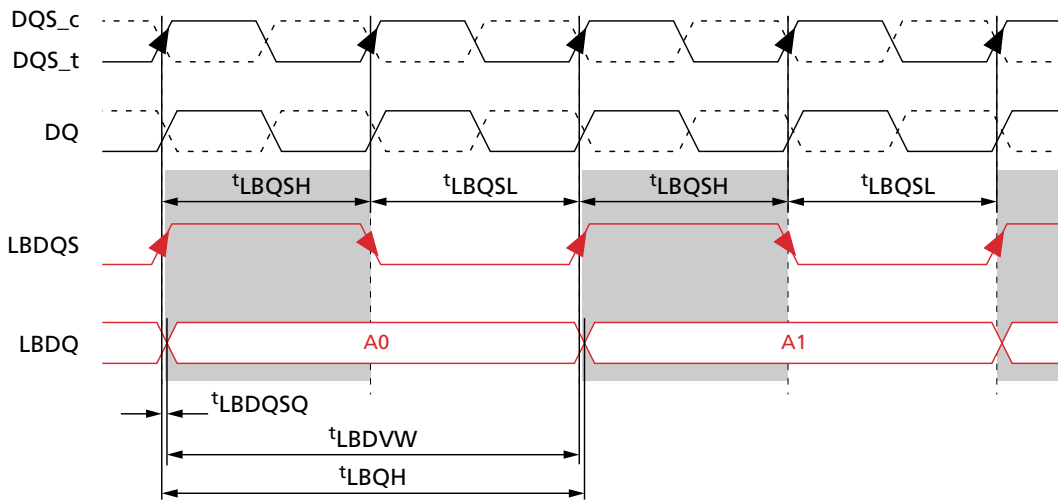 DQS_c
DQS_t
DQ
tLBQSH tLBQSL tLBQSH tLBQSL
LBDQS
LBDQ A0 A1
tLBDQSQ
tLBDVW
tLBQH